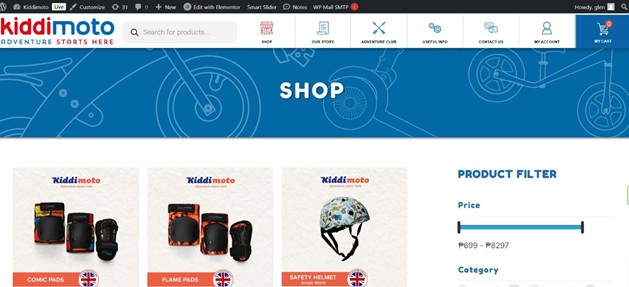 Kiddimoto Live Customize 31 0 New Edit with Elementor Smart Slider WP Mail SMTP 1 Howdy, glen
kiddimoto
ADVENTURE STARTS HERE
Search for products...
SHOP OUR STORY ADVENTURE CLUB USEFUL INFO CONTACT US MY ACCOUNT MY CART
0
SHOP
Kiddimoto
Kiddimoto
Kiddimoto
COMIC PADS
FLAME PADS
SAFETY HELMET
PRODUCT FILTER
Price
₱699 - ₱8297
Category